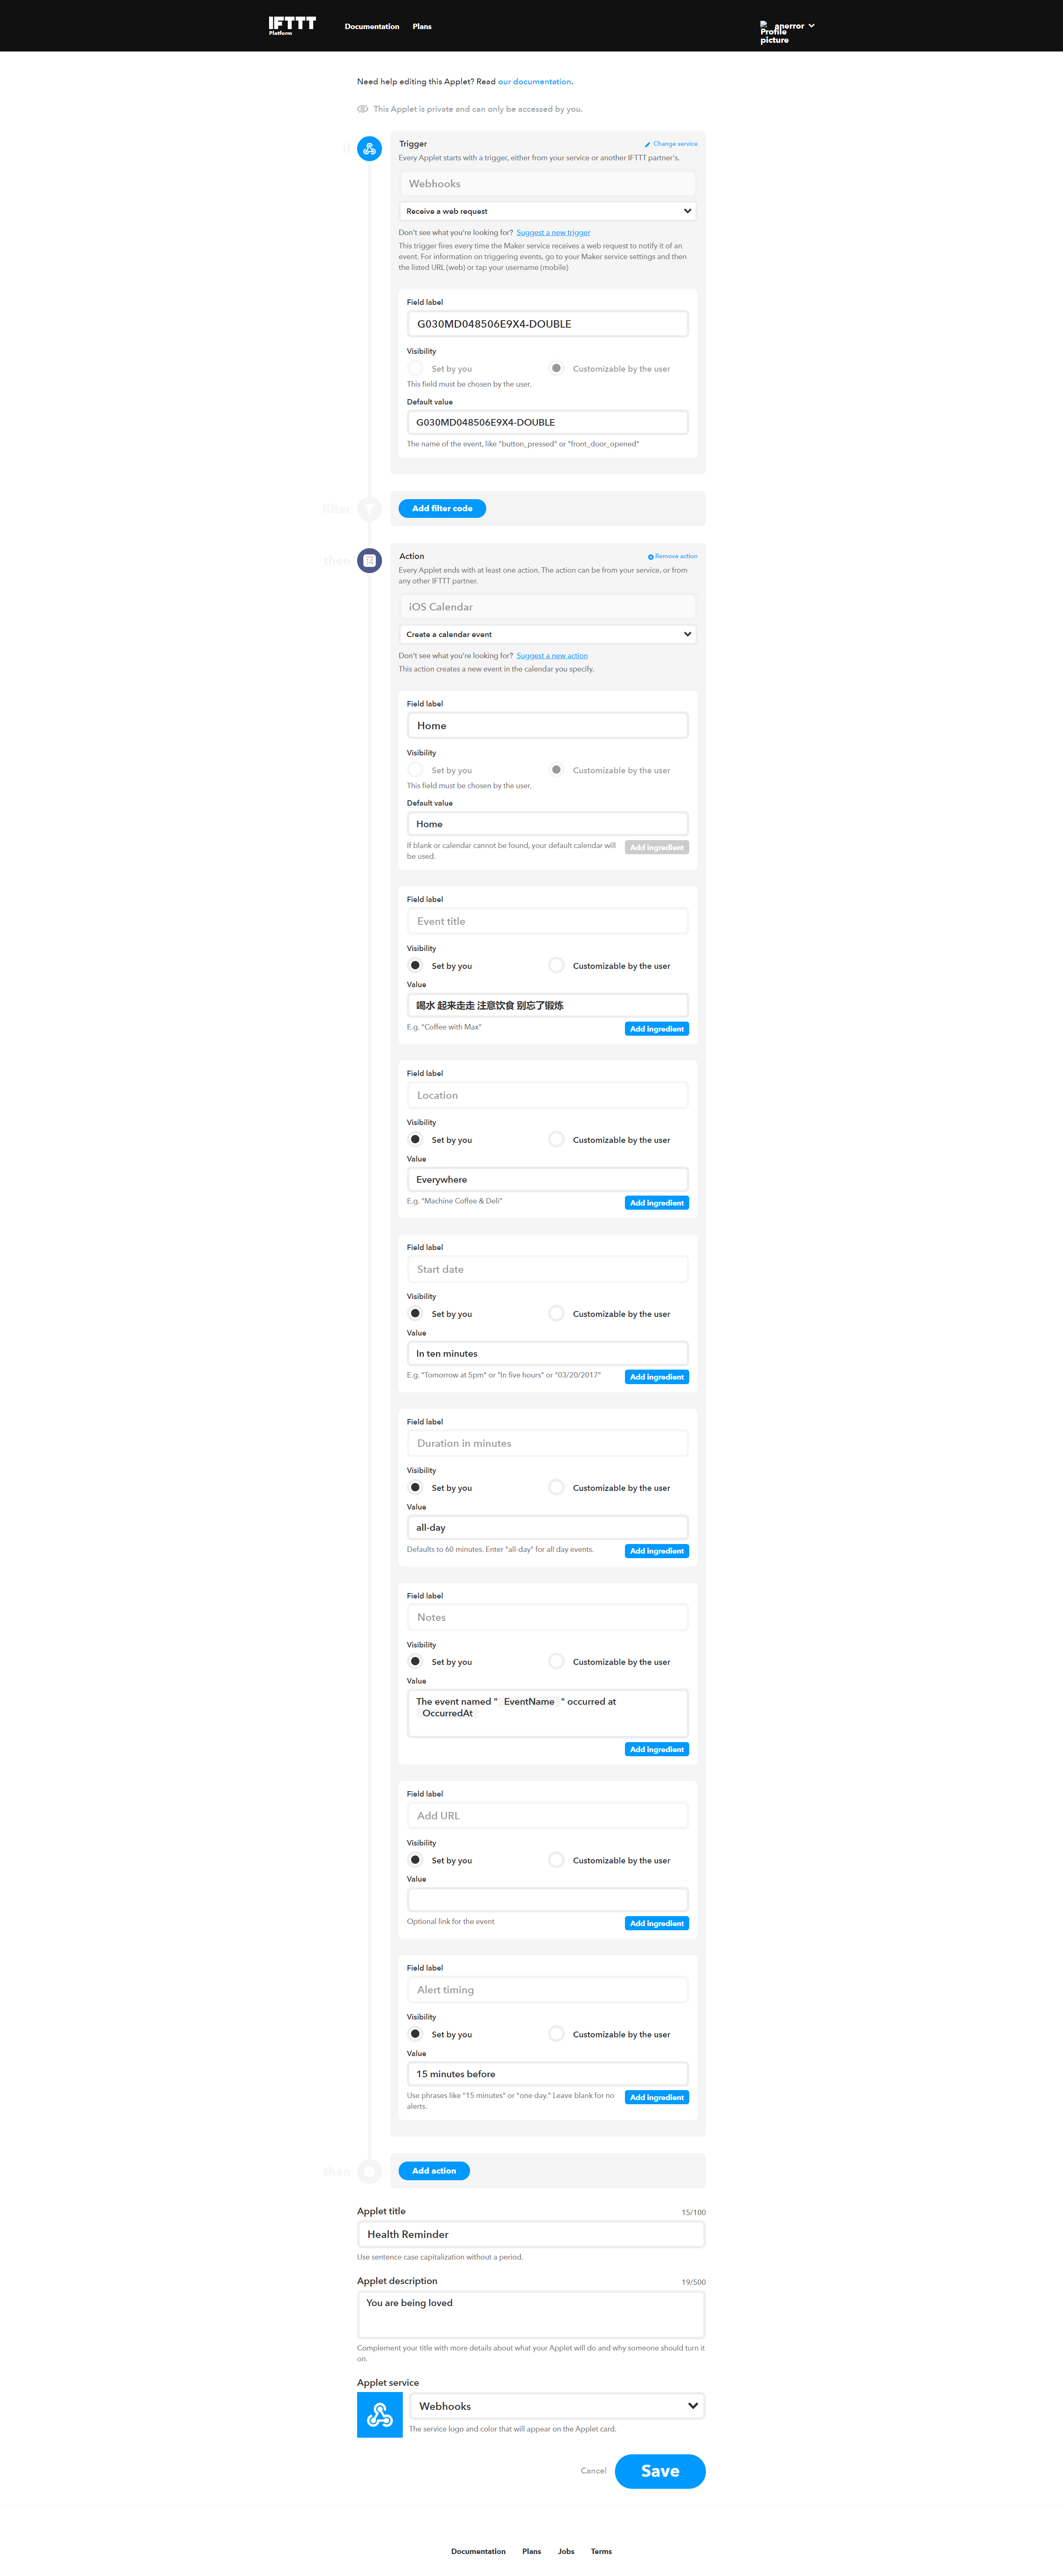 IFTTT
Platform
Documentation Plans
Profile picture
anerror
Need help editing this Applet? Read our documentation.
This Applet is private and can only be accessed by you.
if
Trigger
Change service
Every Applet starts with a trigger, either from your service or another IFTTT partner's.
Webhooks
Receive a web request
Don't see what you're looking for? Suggest a new trigger
This trigger fires every time the Maker service receives a web request to notify it of an
event. For information on triggering events, go to your Maker service settings and then
the listed URL (web) or tap your username (mobile)
Field label
G030MD048506E9X4-DOUBLE
Visibility
Set by you Customizable by the user
This field must be chosen by the user.
Default value
G030MD048506E9X4-DOUBLE
The name of the event, like "button_pressed" or "front_door_opened"
filter
Add filter code
then
14
Action
Remove action
Every Applet ends with at least one action. The action can be from your service, or from
any other IFTTT partner.
iOS Calendar
Create a calendar event
Don't see what you're looking for? Suggest a new action
This action creates a new event in the calendar you specify.
Field label
Home
Visibility
Set by you Customizable by the user
This field must be chosen by the user.
Default value
Home
If blank or calendar cannot be found, your default calendar will
be used.
Add ingredient
Field label
Event title
Visibility
Set by you Customizable by the user
Value
喝水 起来走走 注意饮食 别忘了锻炼
E.g. "Coffee with Max"
Add ingredient
Field label
Location
Visibility
Set by you Customizable by the user
Value
Everywhere
E.g. "Machine Coffee & Deli"
Add ingredient
Field label
Start date
Visibility
Set by you Customizable by the user
Value
In ten minutes
E.g. "Tomorrow at 5pm" or "In five hours" or "03/20/2017"
Add ingredient
Field label
Duration in minutes
Visibility
Set by you Customizable by the user
Value
all-day
Defaults to 60 minutes. Enter "all-day" for all day events.
Add ingredient
Field label
Notes
Visibility
Set by you Customizable by the user
Value
The event named " EventName " occurred at
OccurredAt
Add ingredient
Field label
Add URL
Visibility
Set by you Customizable by the user
Value
Optional link for the event
Add ingredient
Field label
Alert timing
Visibility
Set by you Customizable by the user
Value
15 minutes before
Use phrases like "15 minutes" or "one day." Leave blank for no
alerts.
Add ingredient
then
Add action
Applet title
15/100
Health Reminder
Use sentence case capitalization without a period.
Applet description
19/500
You are being loved
Complement your title with more details about what your Applet will do and why someone should turn it
on.
Applet service
Webhooks
The service logo and color that will appear on the Applet card.
Cancel
Save
Documentation Plans Jobs Terms